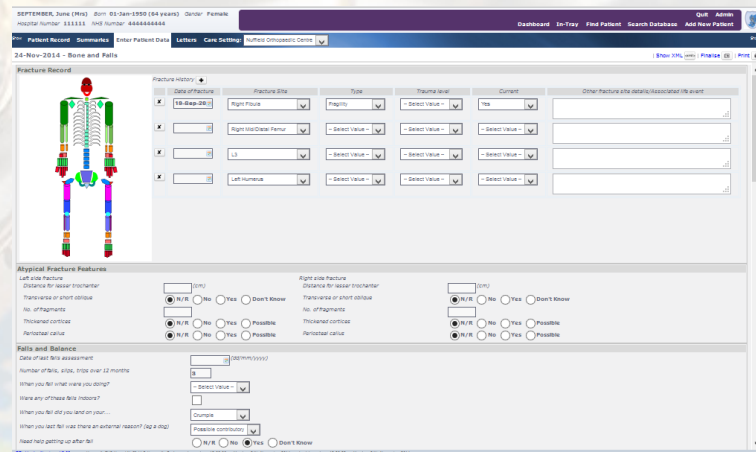 SEPTEMBER, June (Mrs) Born 01-Jan-1950 (64 years) Gender Female
Hospital Number 111111 NHS Number 4444444444
Quit Admin
Dashboard In-Tray Find Patient Search Database Add New Patient
Patient Record Summaries Enter Patient Data Letters Care Setting: Nuffield Orthopaedic Centre
24-Nov-2014 - Bone and Falls
Show XML Finalise Print
Fracture Record
Fracture History +
Date of fracture Fracture Site Type Trauma level Current Other fracture site details/Associated life event
x Right Fibula Fragility - Select Value - Yes
x Right Mid/Distal Femur - Select Value - - Select Value - - Select Value -
x L3 - Select Value - - Select Value - - Select Value -
x Left Humerus - Select Value - - Select Value - - Select Value -
Atypical Fracture Features
Left side fracture Right side fracture
Distance for lesser trochanter (cm) Distance for lesser trochanter (cm)
Transverse or short oblique N/R No Yes Don't Know Transverse or short oblique N/R No Yes Don't Know
No. of fragments No. of fragments
Thickened cortices N/R No Yes Possible Thickened cortices N/R No Yes Possible
Periosteal callus N/R No Yes Possible Periosteal callus N/R No Yes Possible
Falls and Balance
Date of last falls assessment (dd/mm/yyyy)
Number of falls, slips, trips over 12 months
When you fell what were you doing? - Select Value -
Were any of these falls indoors?
When you fell did you land on your... Crumple
When you last fell was there an external reason? (eg a dog) Possible contributory
Need help getting up after fall N/R No Yes Don't Know